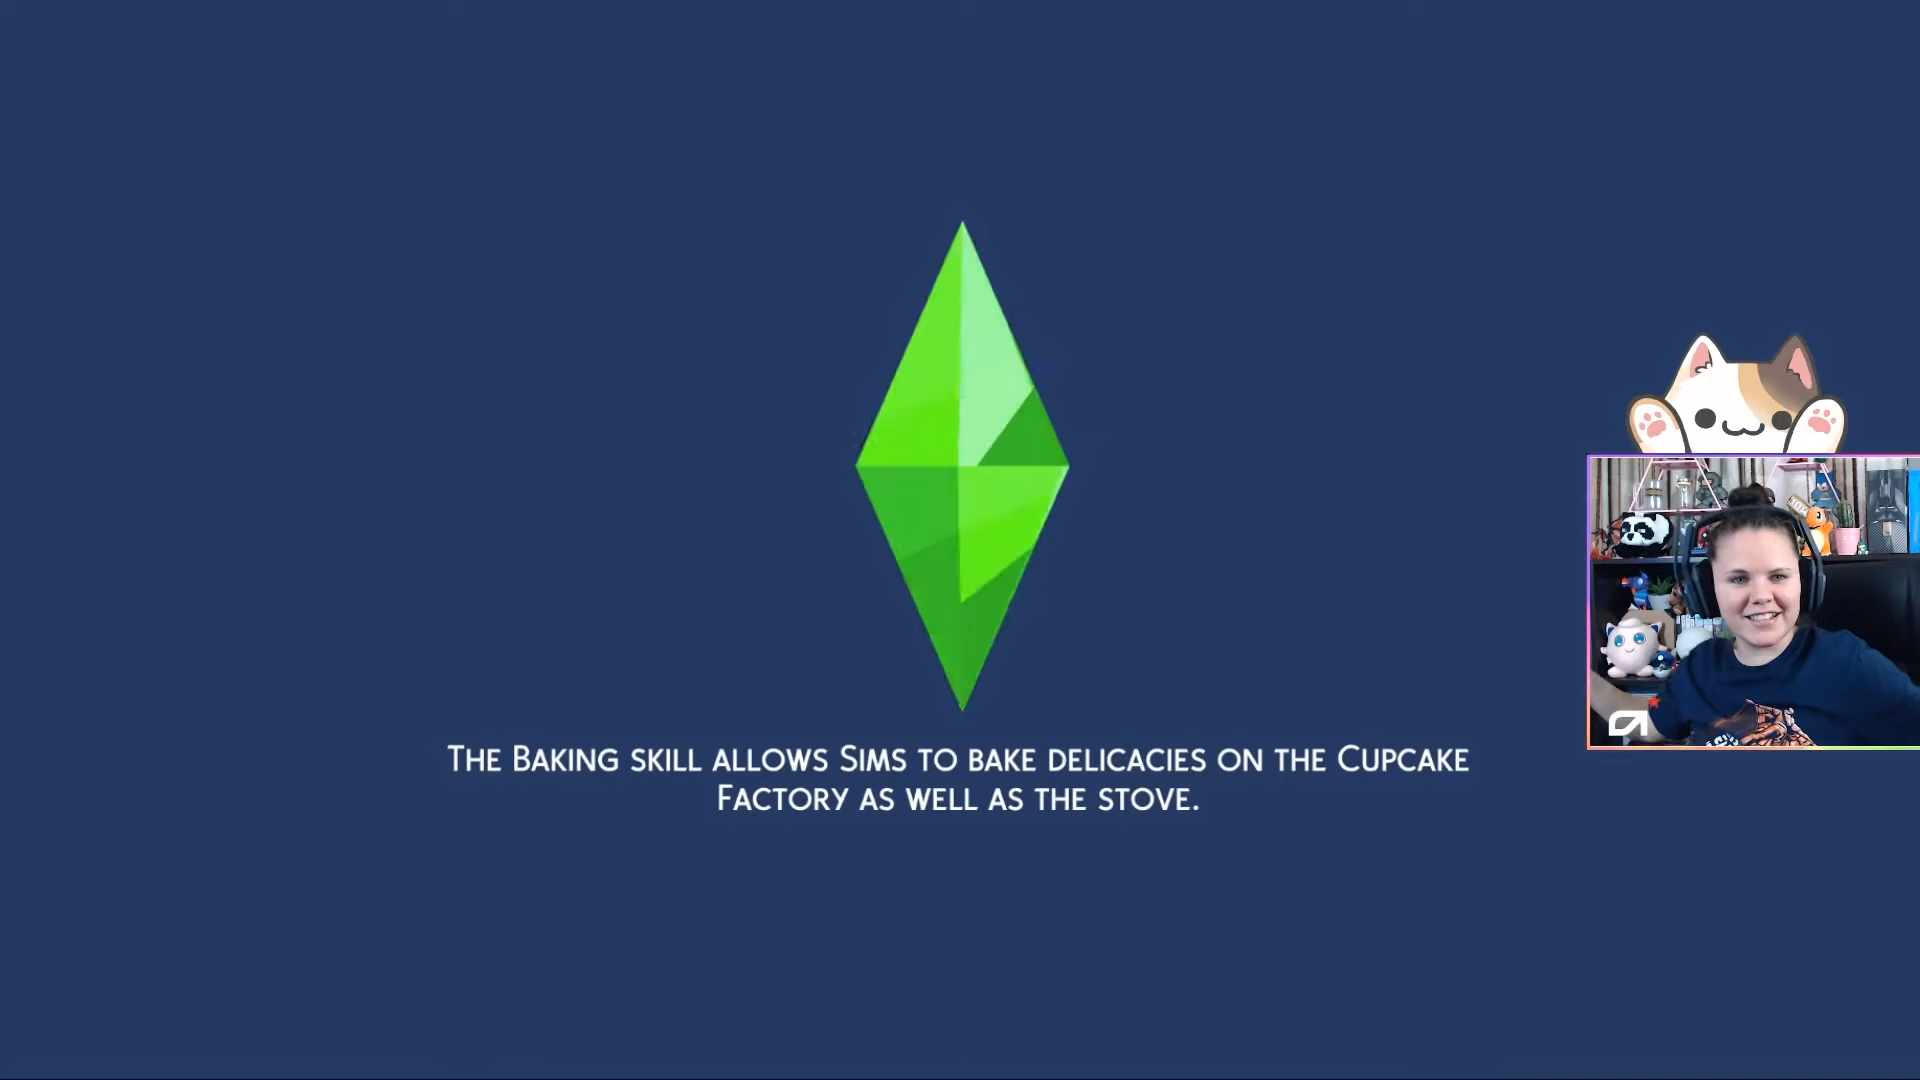 The Baking skill allows Sims to bake delicacies on the Cupcake
Factory as well as the stove.